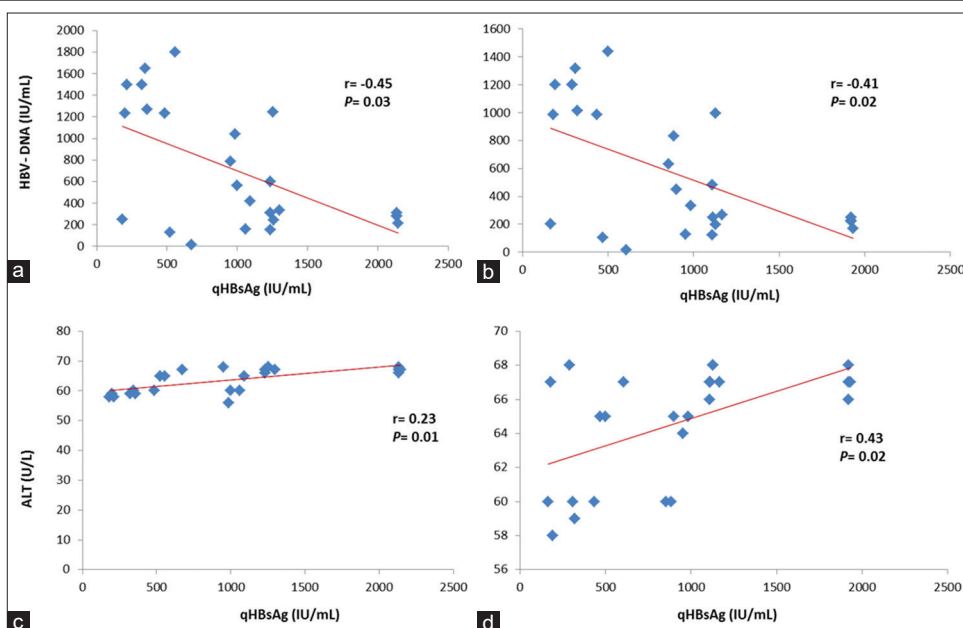 2000
1800
1600
1400
1200
1000
800
600
400
200
0
HBV - DNA (IU/mL)
r= -0.45
P= 0.03
0 500 1000 1500 2000 2500
qHBsAg (IU/mL)
a
1600
1400
1200
1000
800
600
400
200
0
r= -0.41
P= 0.02
0 500 1000 1500 2000 2500
qHBsAg (IU/mL)
b
80
70
60
50
40
30
20
10
0
ALT (U/L)
r= 0.23
P= 0.01
0 500 1000 1500 2000 2500
qHBsAg (IU/mL)
c
68
66
64
62
60
58
56
r= 0.43
P= 0.02
0 500 1000 1500 2000 2500
qHBsAg (IU/mL)
d